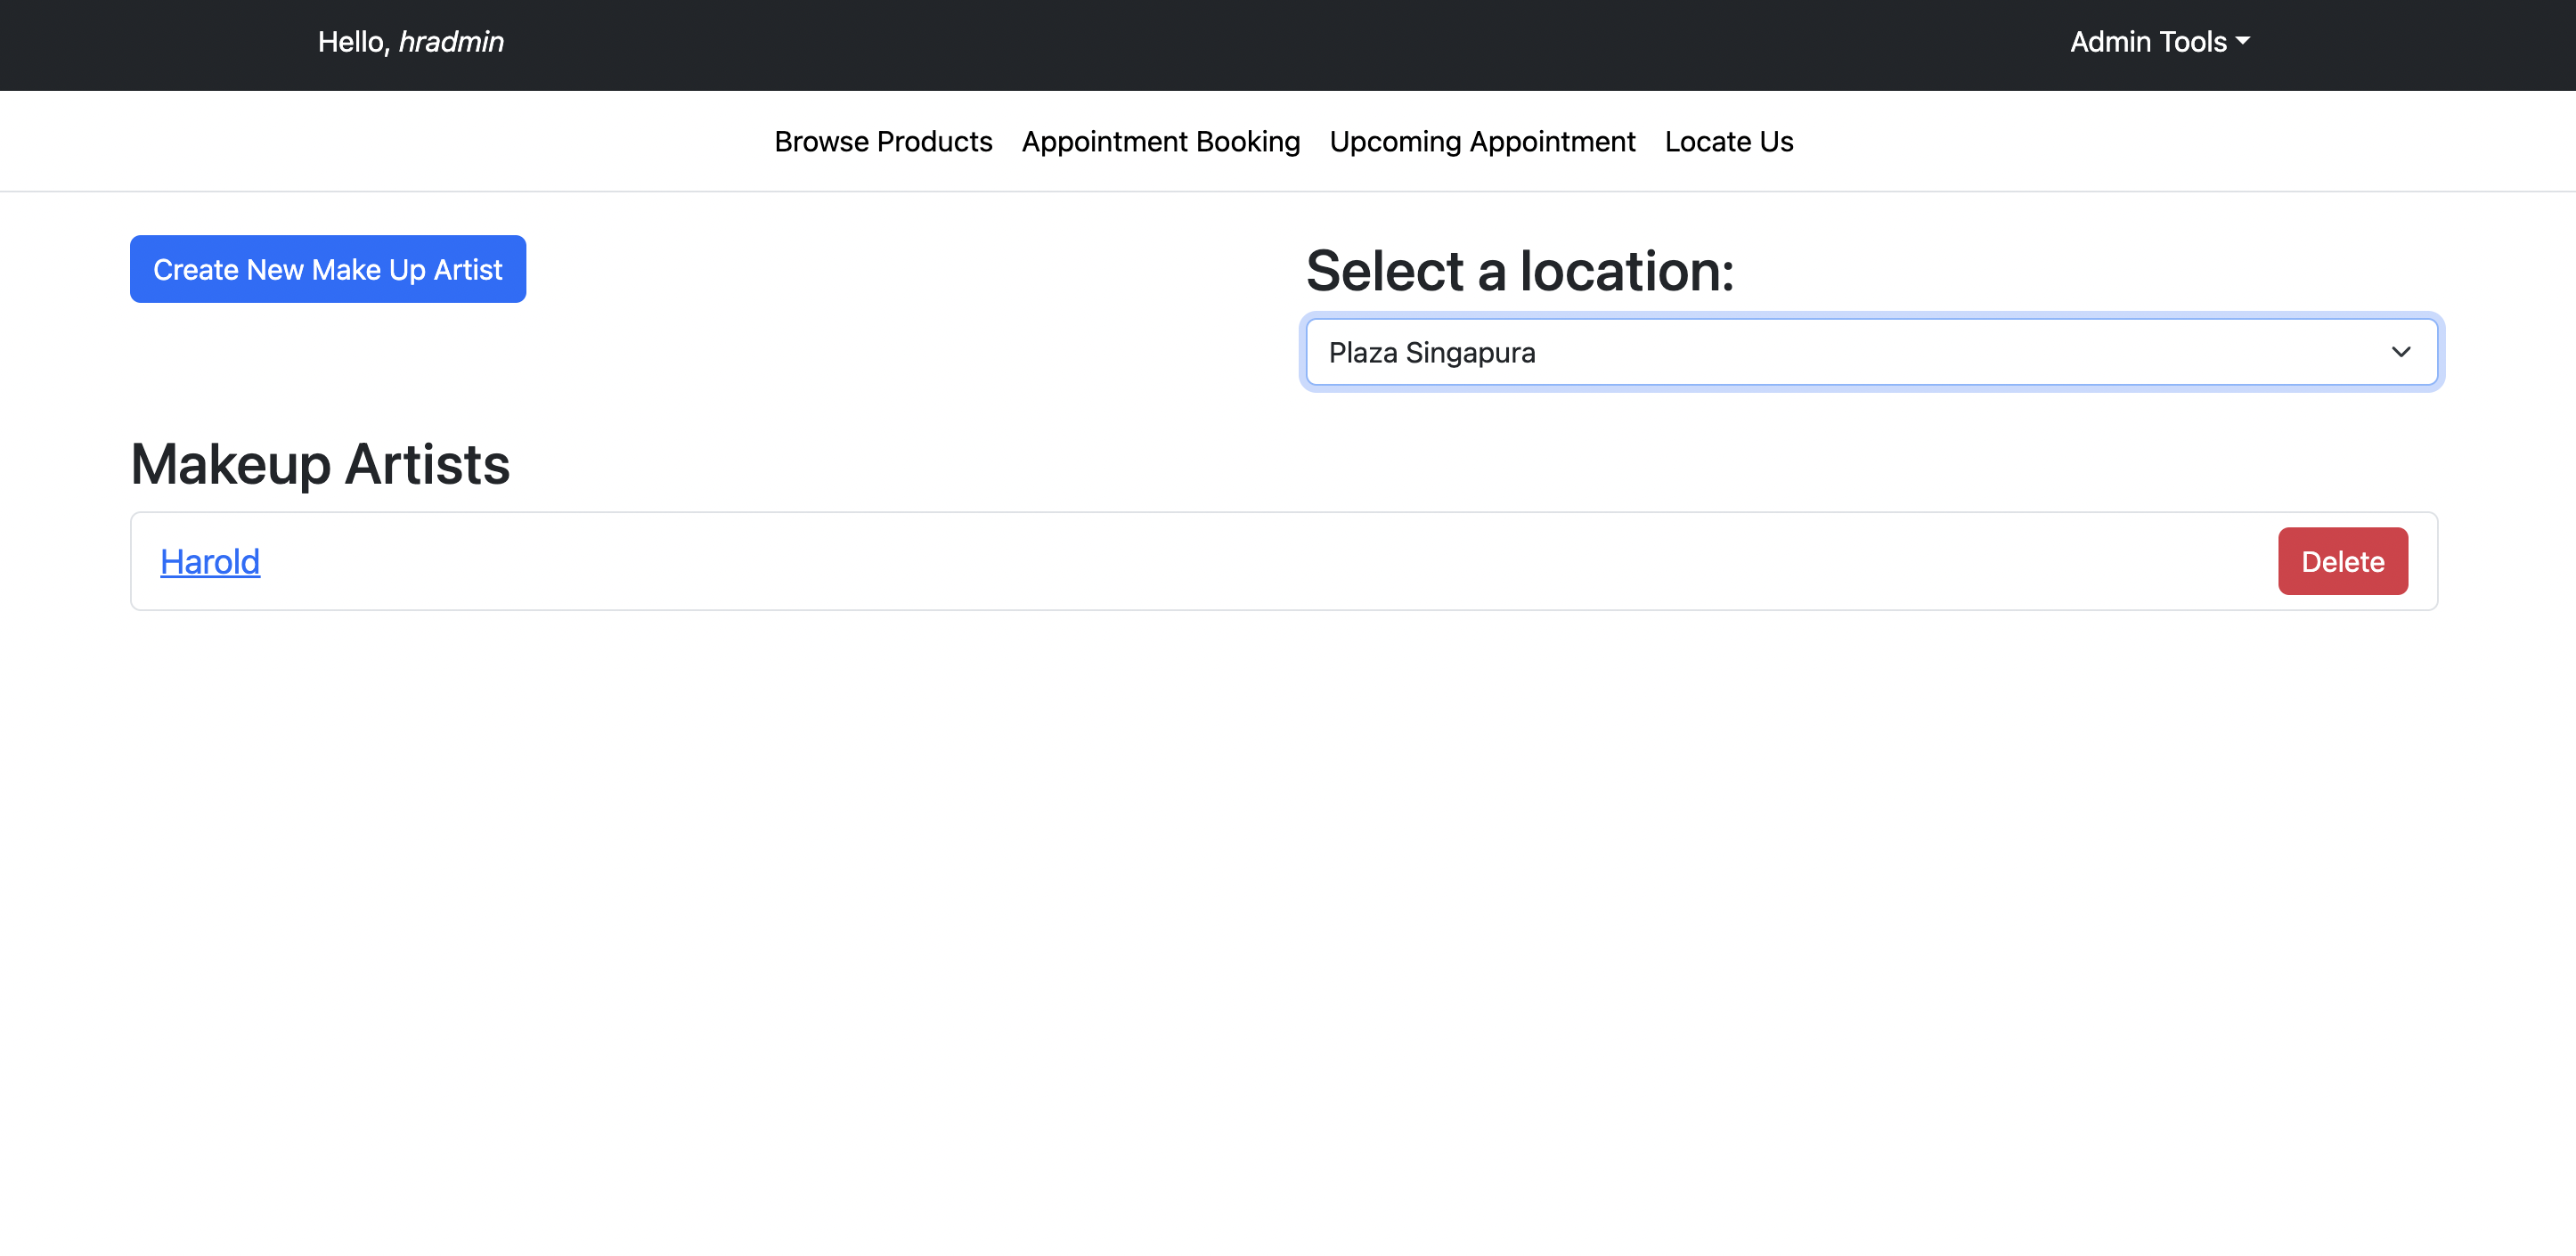 Hello, hradmin
Admin Tools
Browse Products Appointment Booking Upcoming Appointment Locate Us
Create New Make Up Artist
Select a location:
Plaza Singapura
Makeup Artists
Harold
Delete